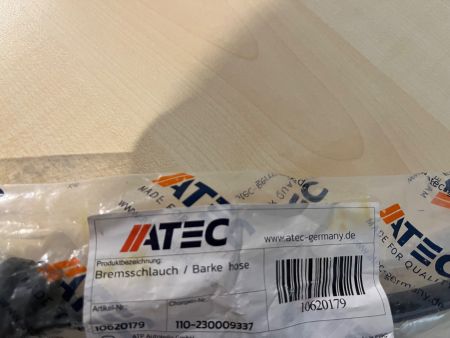 ATEC
www.atec-germany.de
Produktbezeichnung
Bremsschlauch / Barke hose
Artikel-Nr.
Chargen-Nr.
10620179
110-230009337
10620179
ATEC
MADE FOR QUALITY
ATEC